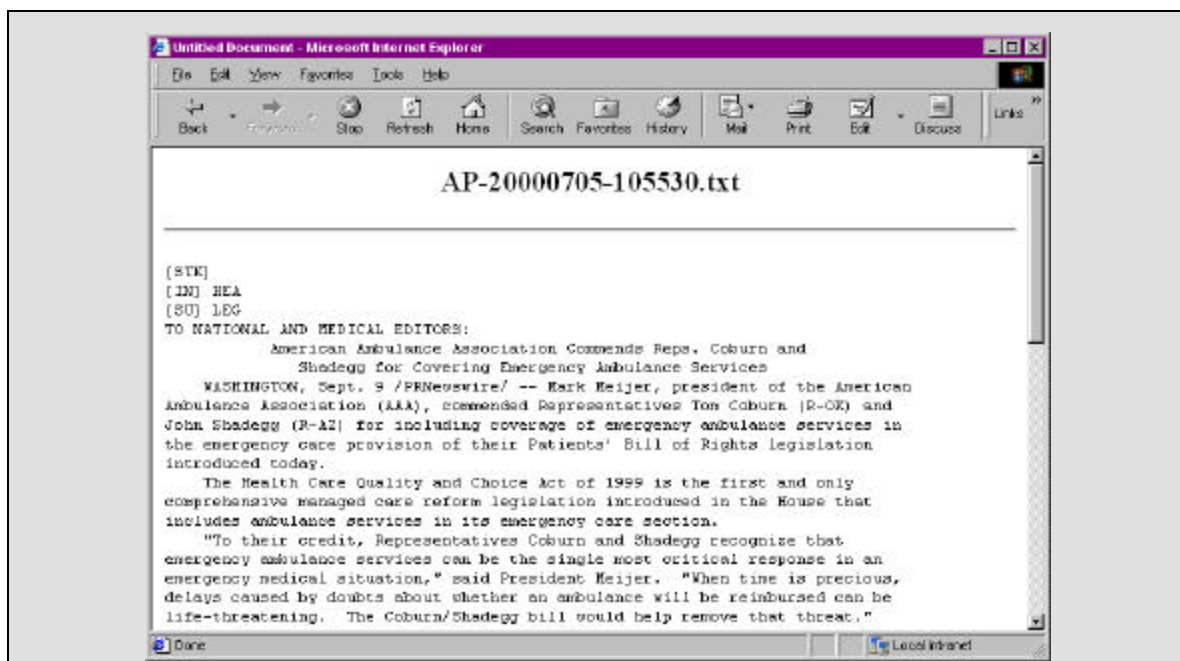 Untitled Document - Microsoft Internet Explorer
File Edit View Favorites Tools Help
Back Forward Stop Refresh Home Search Favorites History Mail Print Edit Discuss Links »
AP-20000705-105530.txt
[STK]
[IN] HEA
[SU] LEG
TO NATIONAL AND MEDICAL EDITORS:
American Ambulance Association Commends Reps. Coburn and
Shadegg for Covering Emergency Ambulance Services
WASHINGTON, Sept. 9 /PRNewswire/ -- Mark Meijer, president of the American
Ambulance Association (AAA), commended Representatives Tom Coburn (R-OK) and
John Shadegg (R-AZ) for including coverage of emergency ambulance services in
the emergency care provision of their Patients' Bill of Rights legislation
introduced today.
The Health Care Quality and Choice Act of 1999 is the first and only
comprehensive managed care reform legislation introduced in the House that
includes ambulance services in its emergency care section.
"To their credit, Representatives Coburn and Shadegg recognize that
emergency ambulance services can be the single most critical response in an
emergency medical situation," said President Meijer. "When time is precious,
delays caused by doubts about whether an ambulance will be reimbursed can be
life-threatening. The Coburn/Shadegg bill would help remove that threat."
Done
Local intranet